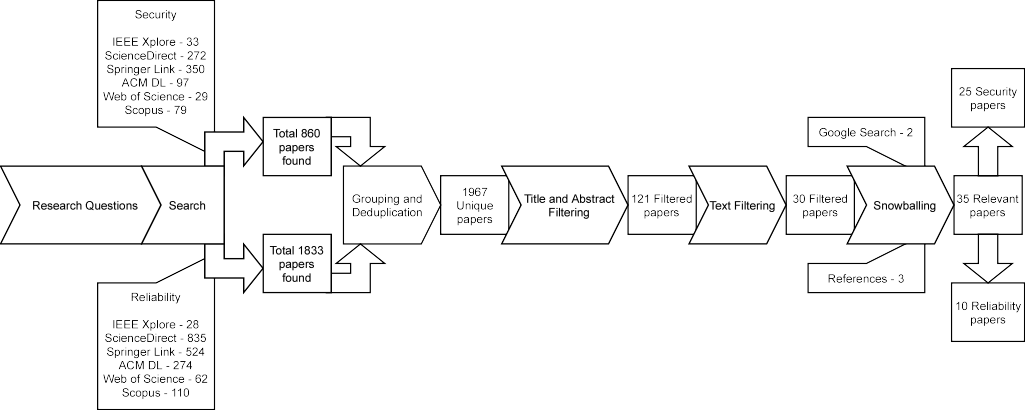 Security
IEEE Xplore - 33
ScienceDirect - 272
Springer Link - 350
ACM DL - 97
Web of Science - 29
Scopus - 79
Total 860
papers
found
Research Questions
Search
Total 1833
papers
found
Reliability
IEEE Xplore - 28
ScienceDirect - 835
Springer Link - 524
ACM DL - 274
Web of Science - 62
Scopus - 110
Grouping and
Deduplication
1967
Unique
papers
Title and Abstract
Filtering
121 Filtered
papers
Text Filtering
30 Filtered
papers
Google Search - 2
Snowballing
References - 3
25 Security
papers
35 Relevant
papers
10 Reliability
papers